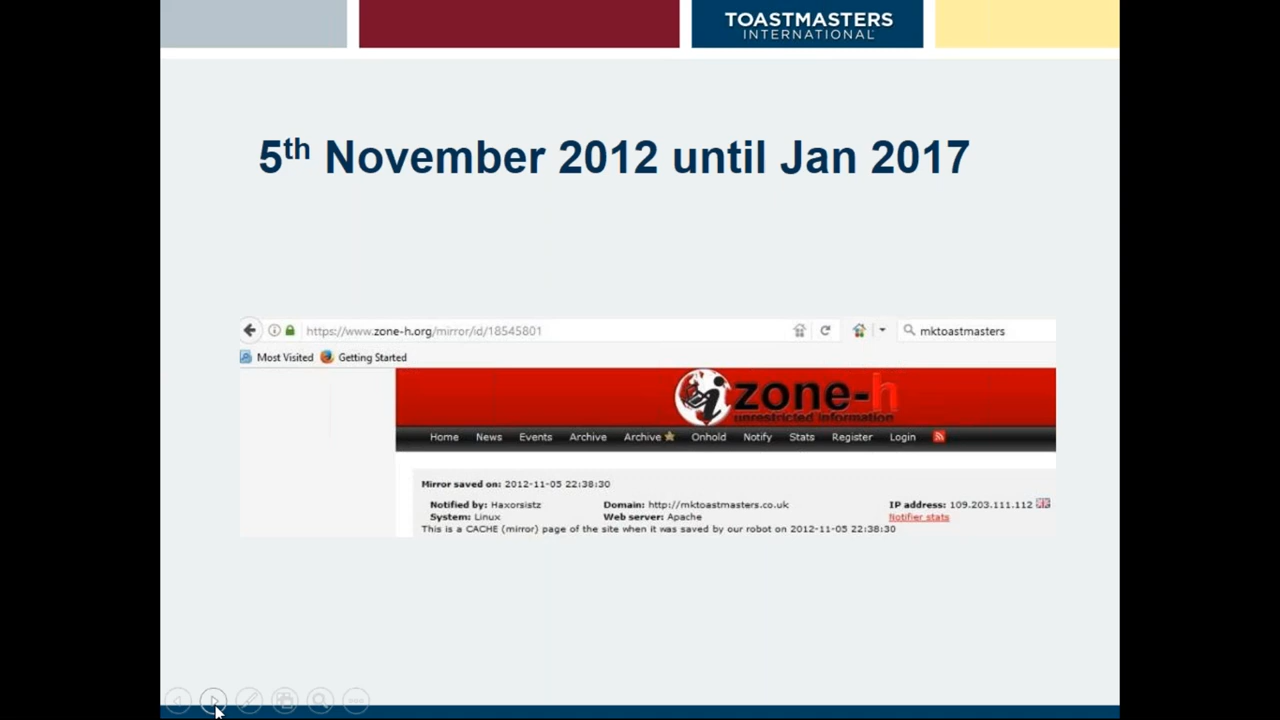 TOASTMASTERS
INTERNATIONAL
5th November 2012 until Jan 2017
https://www.zone-h.org/mirror/id/18545801
mktoastmasters
Most Visited Getting Started
zone-h
unrestricted information
Home News Events Archive Archive Onhold Notify Stats Register Login
Mirror saved on: 2012-11-05 22:38:30
Notified by: Haxorsistz Domain: http://mktoastmasters.co.uk IP address: 109.203.111.112
System: Linux Web server: Apache Notifier stats
This is a CACHE (mirror) page of the site when it was saved by our robot on 2012-11-05 22:38:30